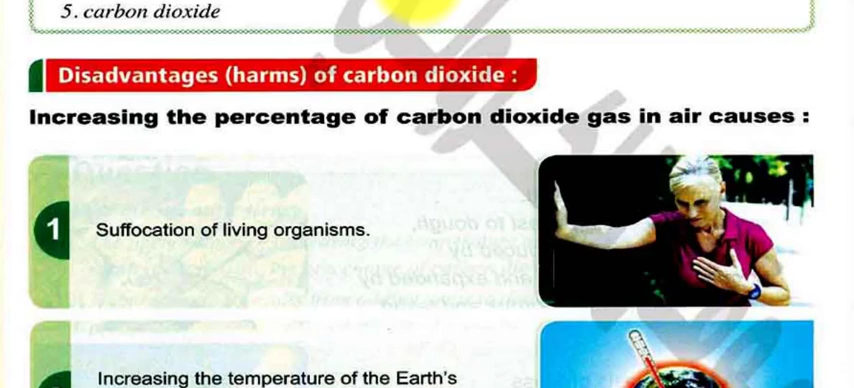 5. carbon dioxide
Disadvantages (harms) of carbon dioxide :
Increasing the percentage of carbon dioxide gas in air causes :
1 Suffocation of living organisms.
Increasing the temperature of the Earth's